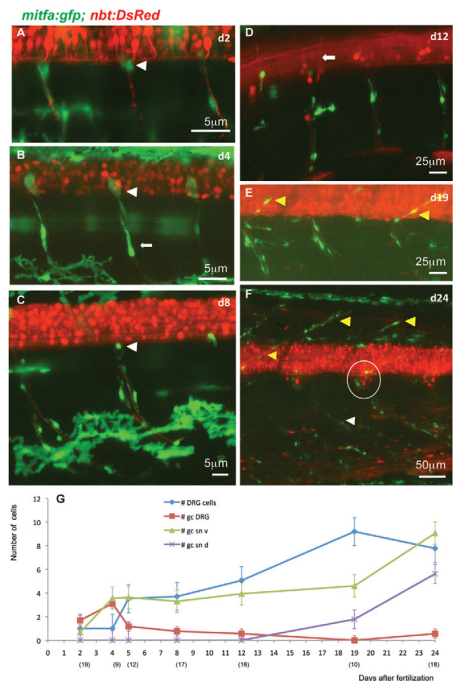 mitfa:gfp; nbt:DsRed
A d2
5μm
B d4
5μm
C d8
5μm
D d12
25μm
E d19
25μm
F d24
50μm
G
# DRG cells
# gc DRG
# gc sn v
# gc sn d
Number of cells
12
10
8
6
4
2
0
0 1 2 3 4 5 6 7 8 9 10 11 12 13 14 15 16 17 18 19 20 21 22 23 24
(19) (9) (12) (17) (16) (10) (18)
Days after fertilization